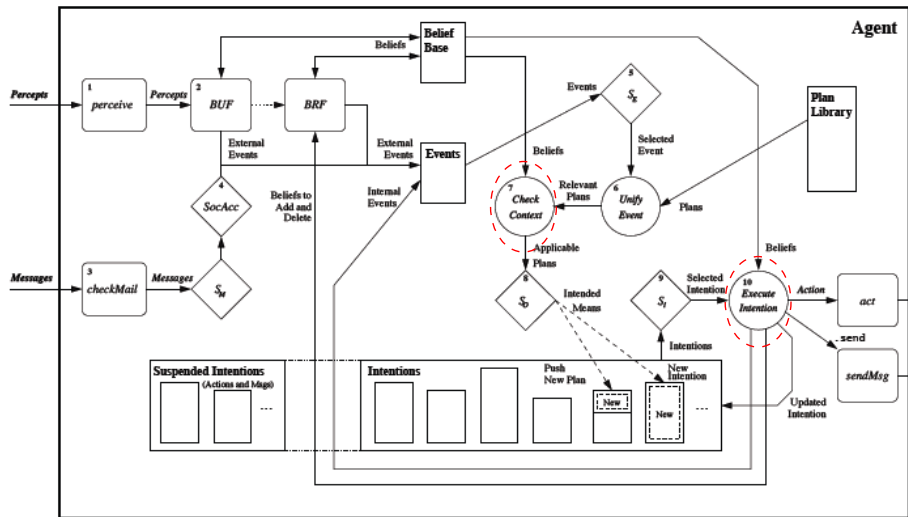 Agent
Belief
Base
Beliefs
1
perceive
Percepts
Percepts
2
BUF
BRF
5
S_E
Events
Plan
Library
External
Events
External
Events
Events
Selected
Event
Beliefs
4
SocAcc
Beliefs to
Add and
Delete
Internal
Events
7
Check
Context
Relevant
Plans
6
Unify
Event
Plans
Applicable
Plans
Beliefs
Messages
3
checkMail
Messages
S_M
8
S_O
Intended
Means
9
S_I
Selected
Intention
10
Execute
Intention
Action
act
.send
sendMsg
Intentions
Suspended Intentions
(Actions and Msgs)
...
Intentions
Push
New Plan
New
Intention
New
New
...
Updated
Intention